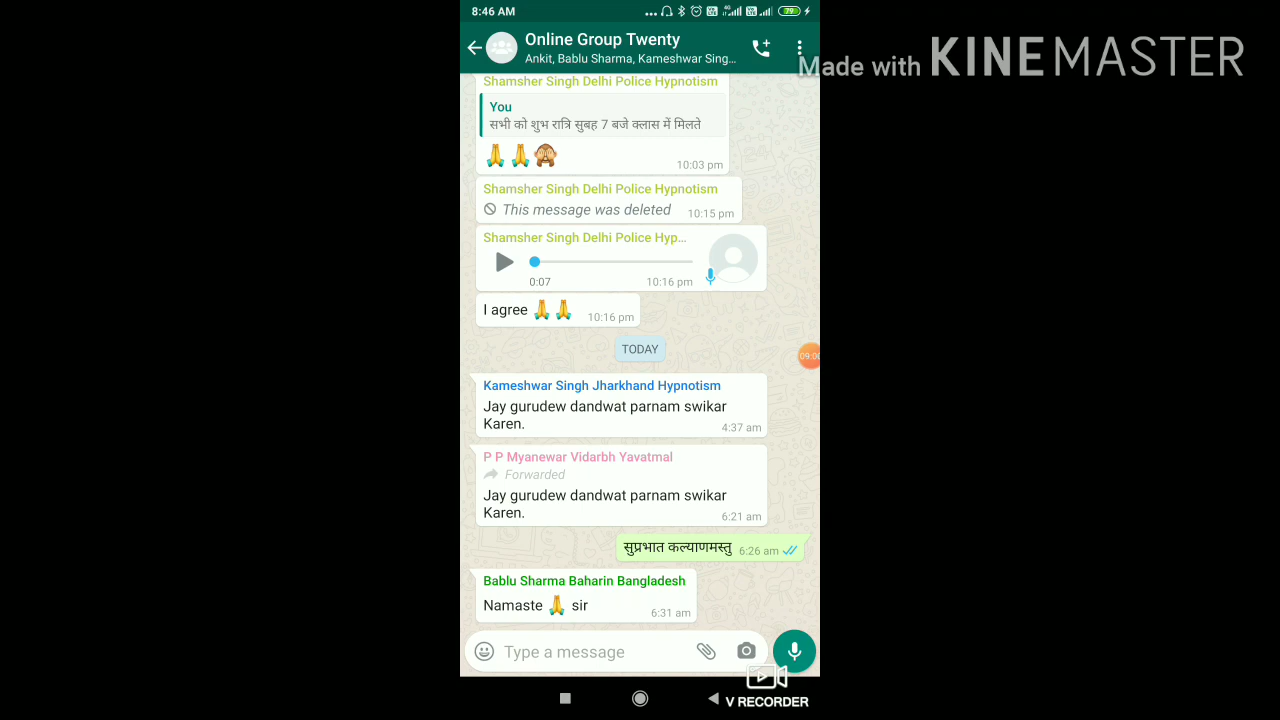 8:46 AM
79
Online Group Twenty
Ankit, Bablu Sharma, Kameshwar Sing...
Made with KINEMASTER
Shamsher Singh Delhi Police Hypnotism
You
सभी को शुभ रात्रि सुबह 7 बजे क्लास में मिलते
🙏🙏🙈 10:03 pm
Shamsher Singh Delhi Police Hypnotism
This message was deleted 10:15 pm
Shamsher Singh Delhi Police Hyp...
0:07 10:16 pm
I agree 🙏🙏 10:16 pm
TODAY
09:00
Kameshwar Singh Jharkhand Hypnotism
Jay gurudew dandwat parnam swikar
Karen. 4:37 am
P P Myanewar Vidarbh Yavatmal
Forwarded
Jay gurudew dandwat parnam swikar
Karen. 6:21 am
सुप्रभात कल्याणमस्तु 6:26 am
Bablu Sharma Baharin Bangladesh
Namaste 🙏 sir 6:31 am
Type a message
V RECORDER